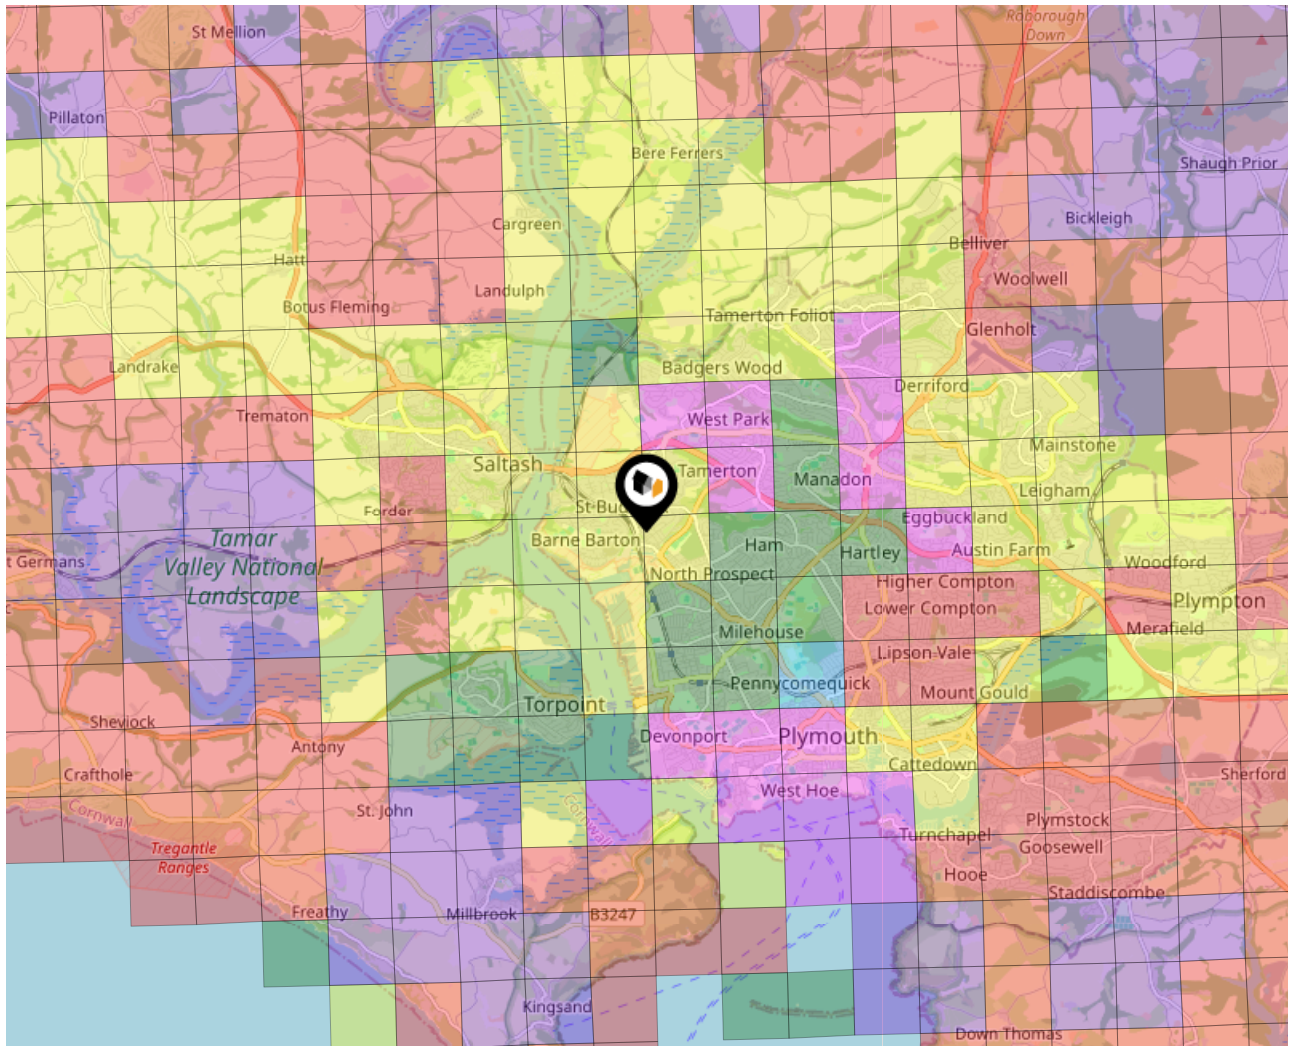 Roborough
Down
St Mellion
Pillaton
Bere Ferrers
Shaugh Prior
Bickleigh
Cargreen
Belliver
Hatt
Woolwell
Landulph
Botus Fleming
Tamerton Foliot
Glenholt
Landrake
Badgers Wood
Derriford
Trematon
West Park
Mainstone
Saltash
Tamerton
Manadon
Leigham
Forder
St Bud
Eggbuckland
Tamar
Valley National
Landscape
Barne Barton
Ham
Hartley
Austin Farm
t Germans
Woodford
North Prospect
Higher Compton
Plympton
Lower Compton
Milehouse
Merafield
Lipson Vale
Pennycomequick
Mount Gould
Torpoint
Sheviock
Devonport
Plymouth
Antony
Cattedown
Crafthole
Sherford
West Hoe
Cornwall
Cornwall
St. John
Plymstock
Turnchapel
Goosewell
Tregantle
Ranges
Hooe
Staddiscombe
Freathy
Millbrook
B3247
Kingsand
Down Thomas